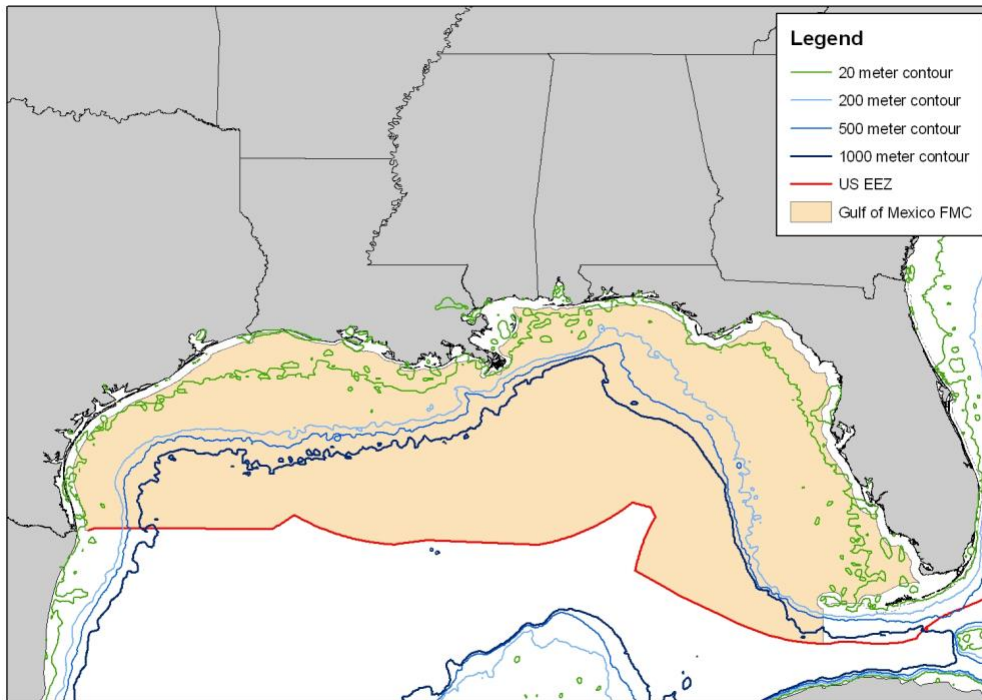 Legend
20 meter contour
200 meter contour
500 meter contour
1000 meter contour
US EEZ
Gulf of Mexico FMC